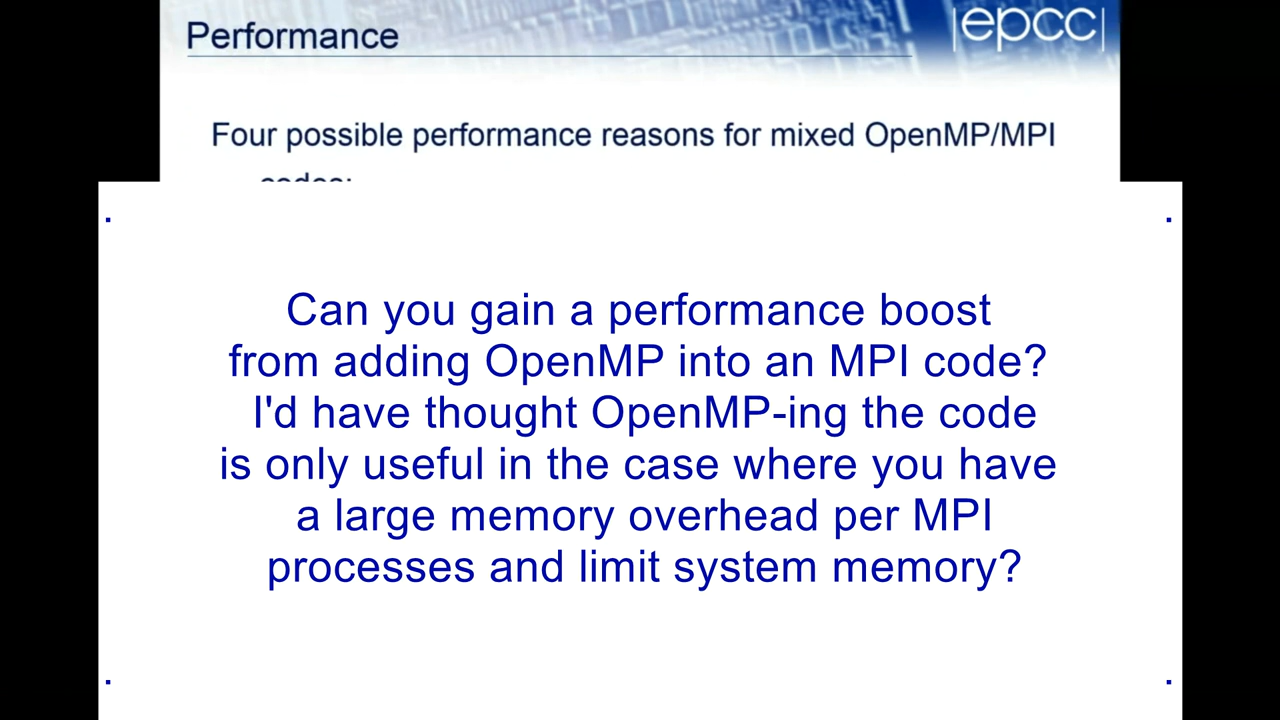 Performance
|epcc|
Four possible performance reasons for mixed OpenMP/MPI
codes:
Can you gain a performance boost
from adding OpenMP into an MPI code?
I'd have thought OpenMP-ing the code
is only useful in the case where you have
a large memory overhead per MPI
processes and limit system memory?